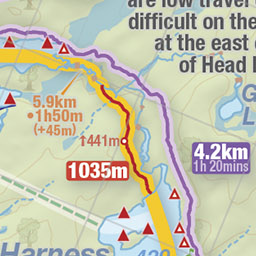 are low travel
difficult on the
at the east
of Head
5.9km
•1h50m
(+45m)
↑441m
1035m
4.2km
1h 20mins
Harness